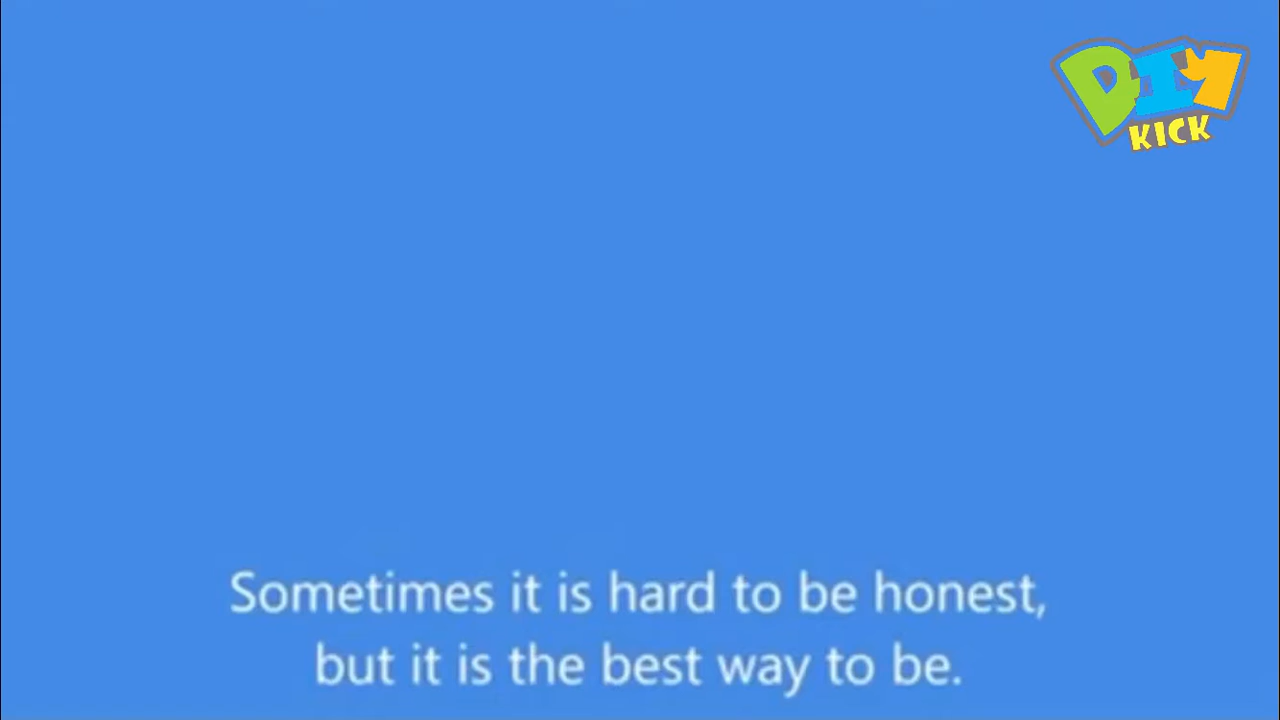 DIY
KICK
Sometimes it is hard to be honest,
but it is the best way to be.